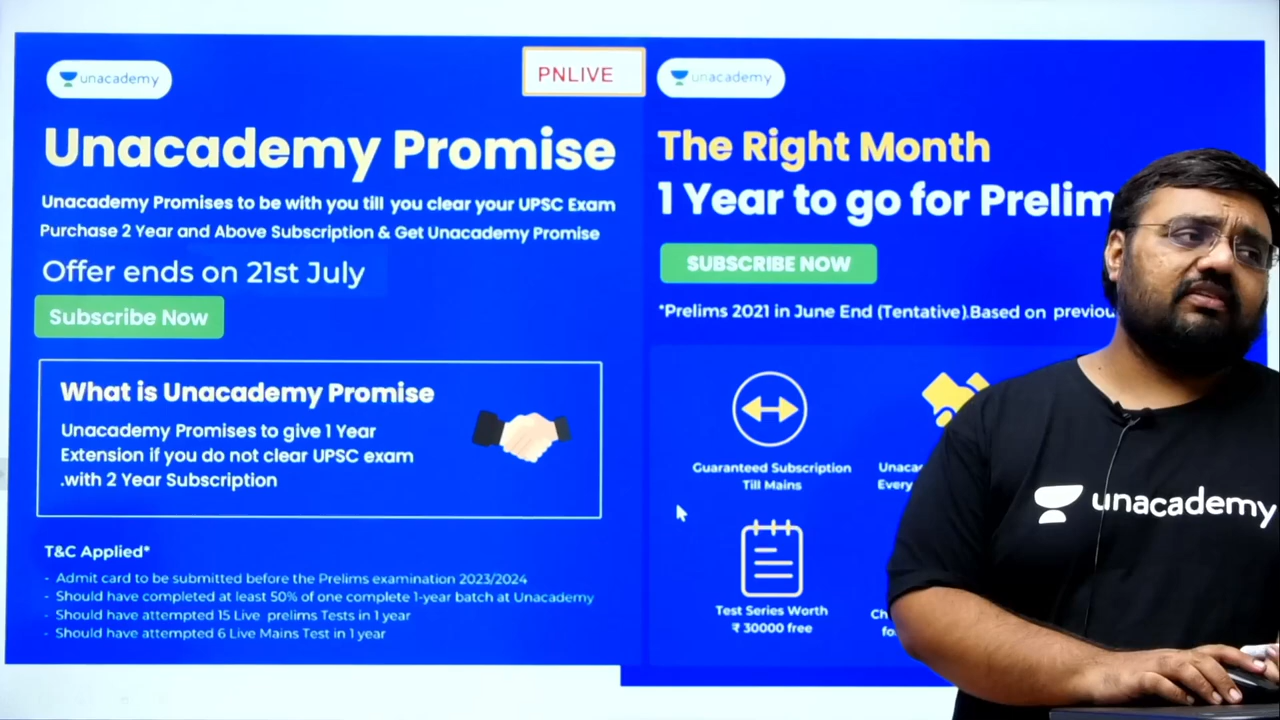 unacademy
PNLIVE
Unacademy Promise
Unacademy Promises to be with you till you clear your UPSC Exam
Purchase 2 Year and Above Subscription & Get Unacademy Promise
Offer ends on 21st July
Subscribe Now
What is Unacademy Promise
Unacademy Promises to give 1 Year
Extension if you do not clear UPSC exam
.with 2 Year Subscription
T&C Applied*
- Admit card to be submitted before the Prelims examination 2023/2024
- Should have completed at least 50% of one complete 1-year batch at Unacademy
- Should have attempted 15 Live prelims Tests in 1 year
- Should have attempted 6 Live Mains Test in 1 year
unacademy
The Right Month
1 Year to go for Prelim
SUBSCRIBE NOW
*Prelims 2021 in June End (Tentative).Based on previou
Guaranteed Subscription
Till Mains
Unaca
Every
Test Series Worth
₹ 30000 free
Ch
fo
unacademy